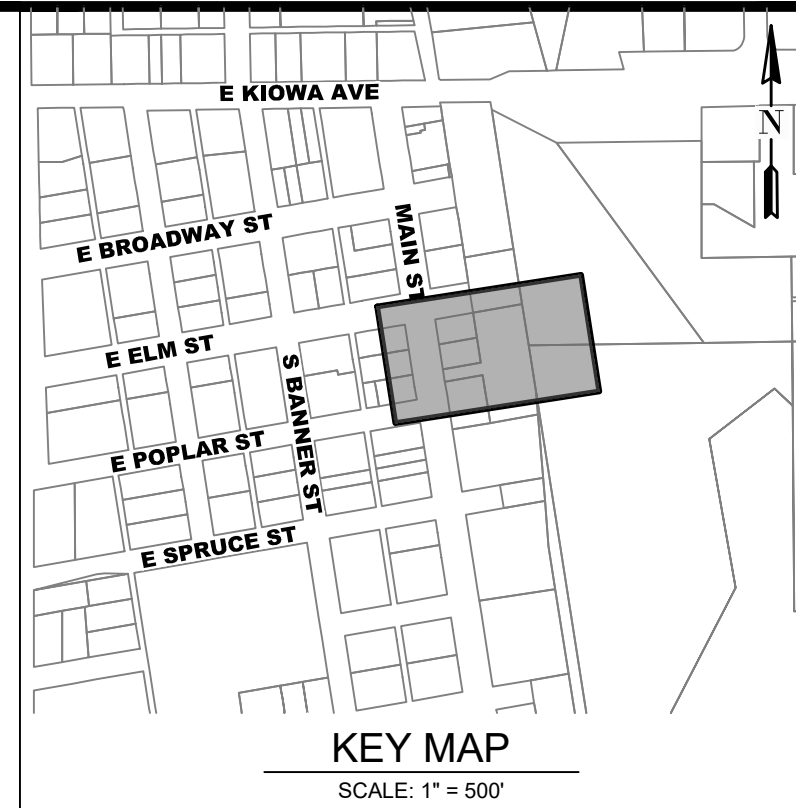 E KIOWA AVE
N
E BROADWAY ST
MAIN ST
E ELM ST
S BANNER ST
E POPLAR ST
E SPRUCE ST
KEY MAP
SCALE: 1" = 500'